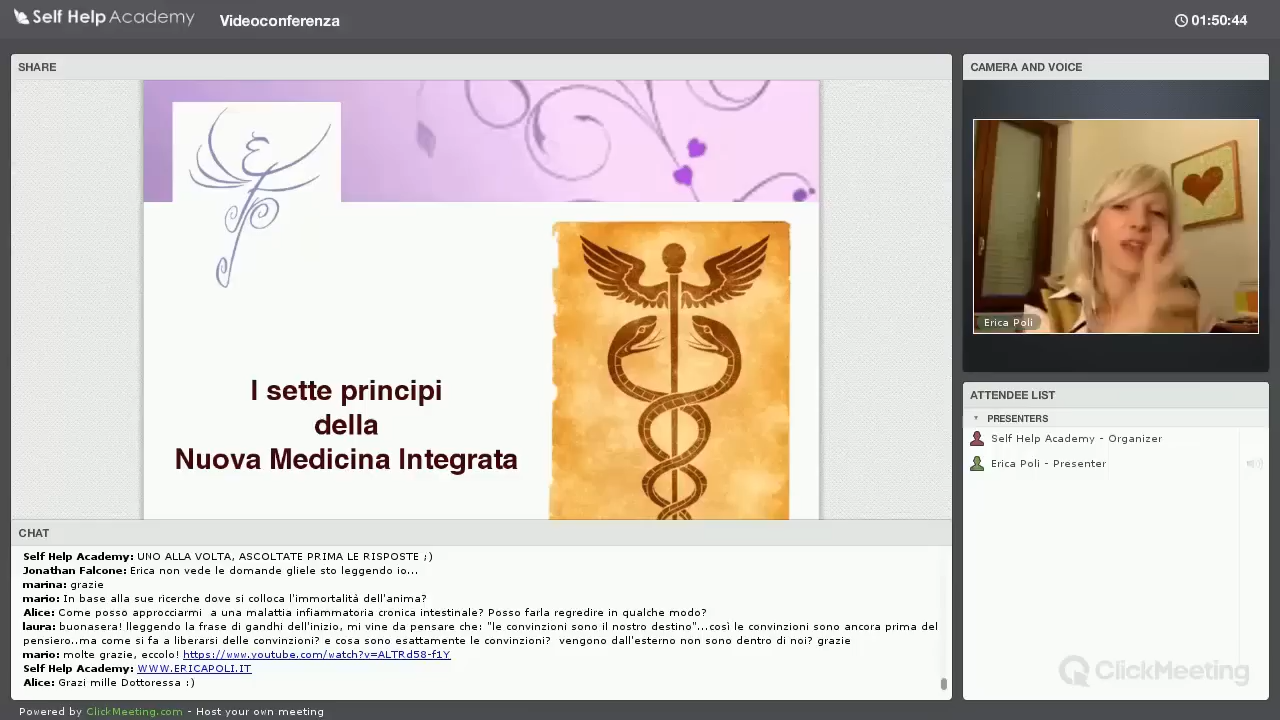 Self Help Academy
Videoconferenza
01:50:44
SHARE
I sette principi
della
Nuova Medicina Integrata
CAMERA AND VOICE
Erica Poli
ATTENDEE LIST
PRESENTERS
Self Help Academy - Organizer
Erica Poli - Presenter
CHAT
Self Help Academy: UNO ALLA VOLTA, ASCOLTATE PRIMA LE RISPOSTE ;)
Jonathan Falcone: Erica non vede le domande gliele sto leggendo io...
marina: grazie
mario: In base alla sue ricerche dove si colloca l'immortalità dell'anima?
Alice: Come posso approcciarmi  a una malattia infiammatoria cronica intestinale? Posso farla regredire in qualche modo?
laura: buonasera! lleggendo la frase di gandhi dell'inizio, mi vine da pensare che: "le convinzioni sono il nostro destino"...così le convinzioni sono ancora prima del
pensiero..ma come si fa a liberarsi delle convinzioni? e cosa sono esattamente le convinzioni?  vengono dall'esterno non sono dentro di noi? grazie
mario: molte grazie, eccolo! https://www.youtube.com/watch?v=ALTRd58-f1Y
Self Help Academy: WWW.ERICAPOLI.IT
Alice: Grazi mille Dottoressa :)
ClickMeeting
Powered by ClickMeeting.com - Host your own meeting